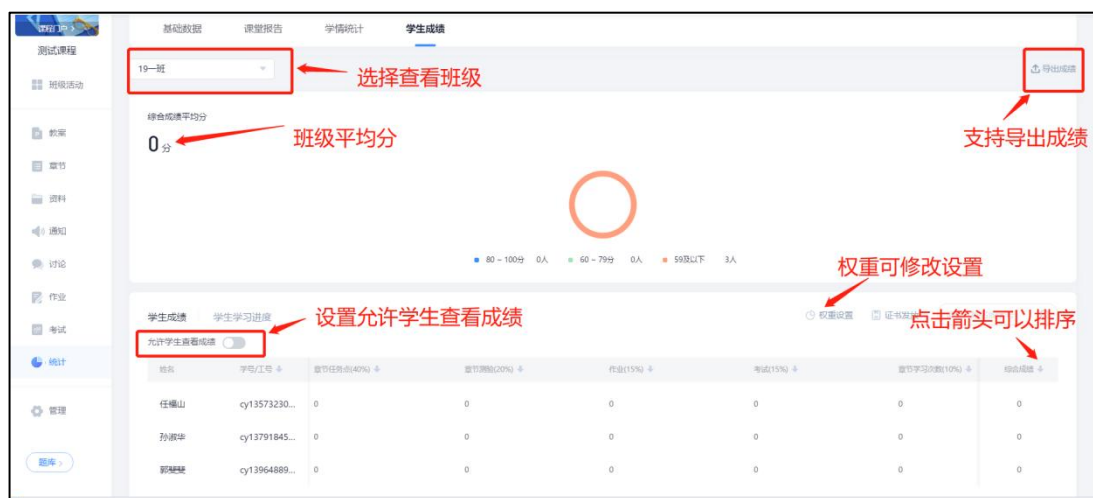 课程门户 >
测试课程
班级活动
教案
章节
资料
通知
讨论
作业
考试
统计
管理
题库 >
基础数据 课堂报告 学情统计 学生成绩
19一班
选择查看班级
导出成绩
支持导出成绩
综合成绩平均分
0分
班级平均分
80 ~ 100分 0人 60 ~ 79分 0人 59及以下 3人
权重可修改设置
学生成绩 学生学习进度
设置允许学生查看成绩
权重设置 证书发
点击箭头可以排序
允许学生查看成绩
姓名 学号/工号 章节任务点(40%) 章节测验(20%) 作业(15%) 考试(15%) 章节学习次数(10%) 综合成绩
任福山 cy13573230... 0 0 0 0 0 0
孙淑华 cy13791845... 0 0 0 0 0 0
郭斐斐 cy13964889... 0 0 0 0 0 0